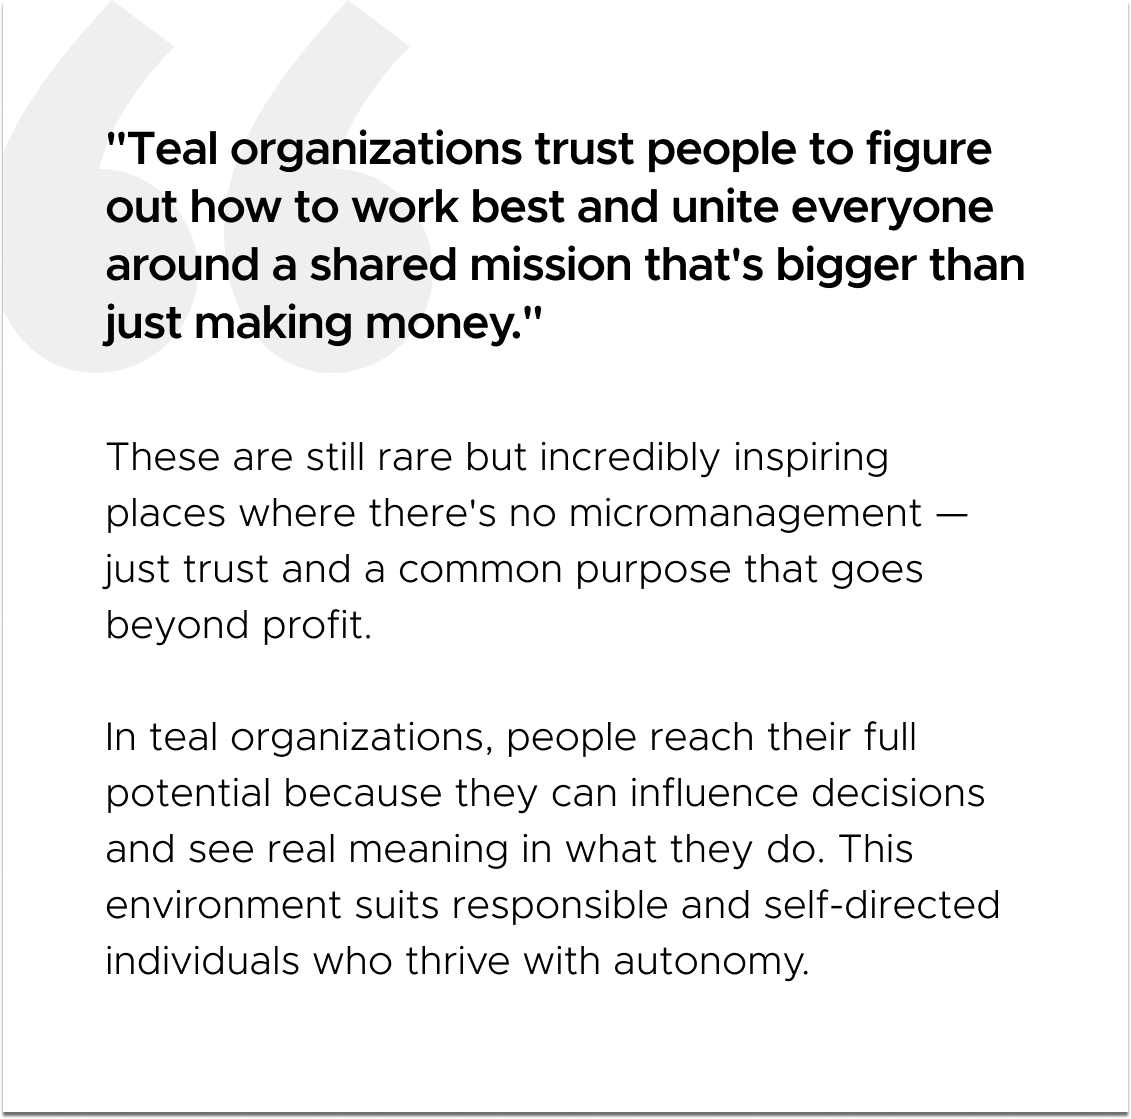 "Teal organizations trust people to figure
out how to work best and unite everyone
around a shared mission that's bigger than
just making money."
These are still rare but incredibly inspiring
places where there's no micromanagement —
just trust and a common purpose that goes
beyond profit.
In teal organizations, people reach their full
potential because they can influence decisions
and see real meaning in what they do. This
environment suits responsible and self-directed
individuals who thrive with autonomy.